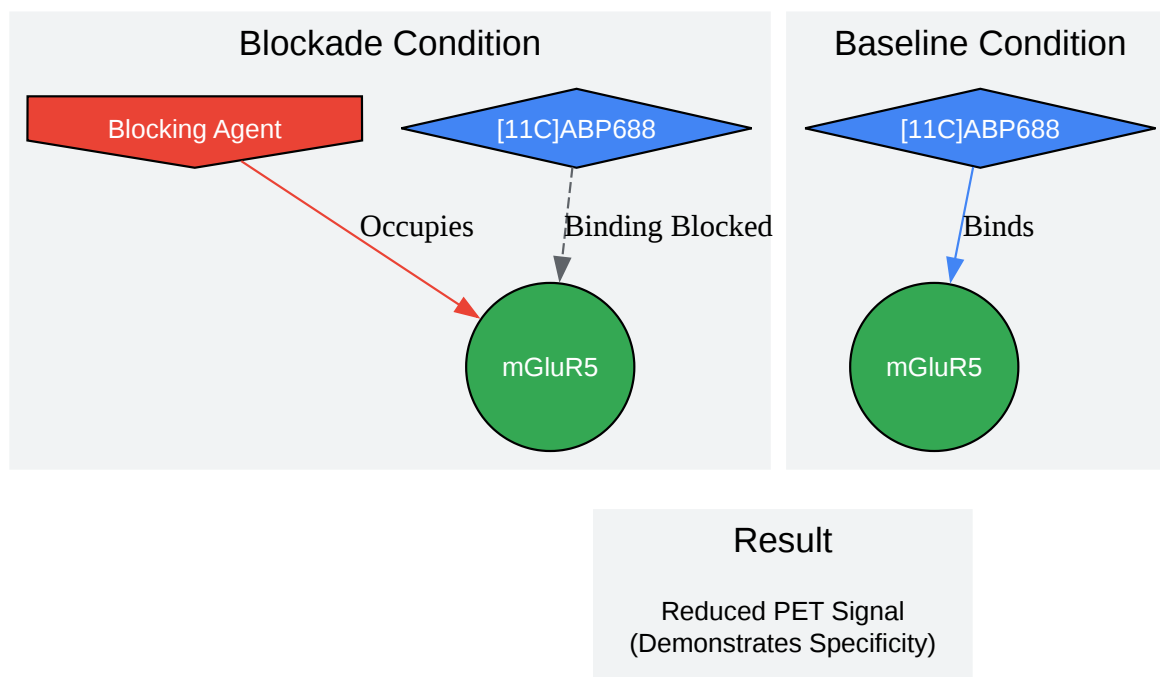 Blockade Condition
Blocking Agent
[11C]ABP688
Occupies
Binding Blocked
mGluR5
Baseline Condition
[11C]ABP688
Binds
mGluR5
Result
Reduced PET Signal
(Demonstrates Specificity)